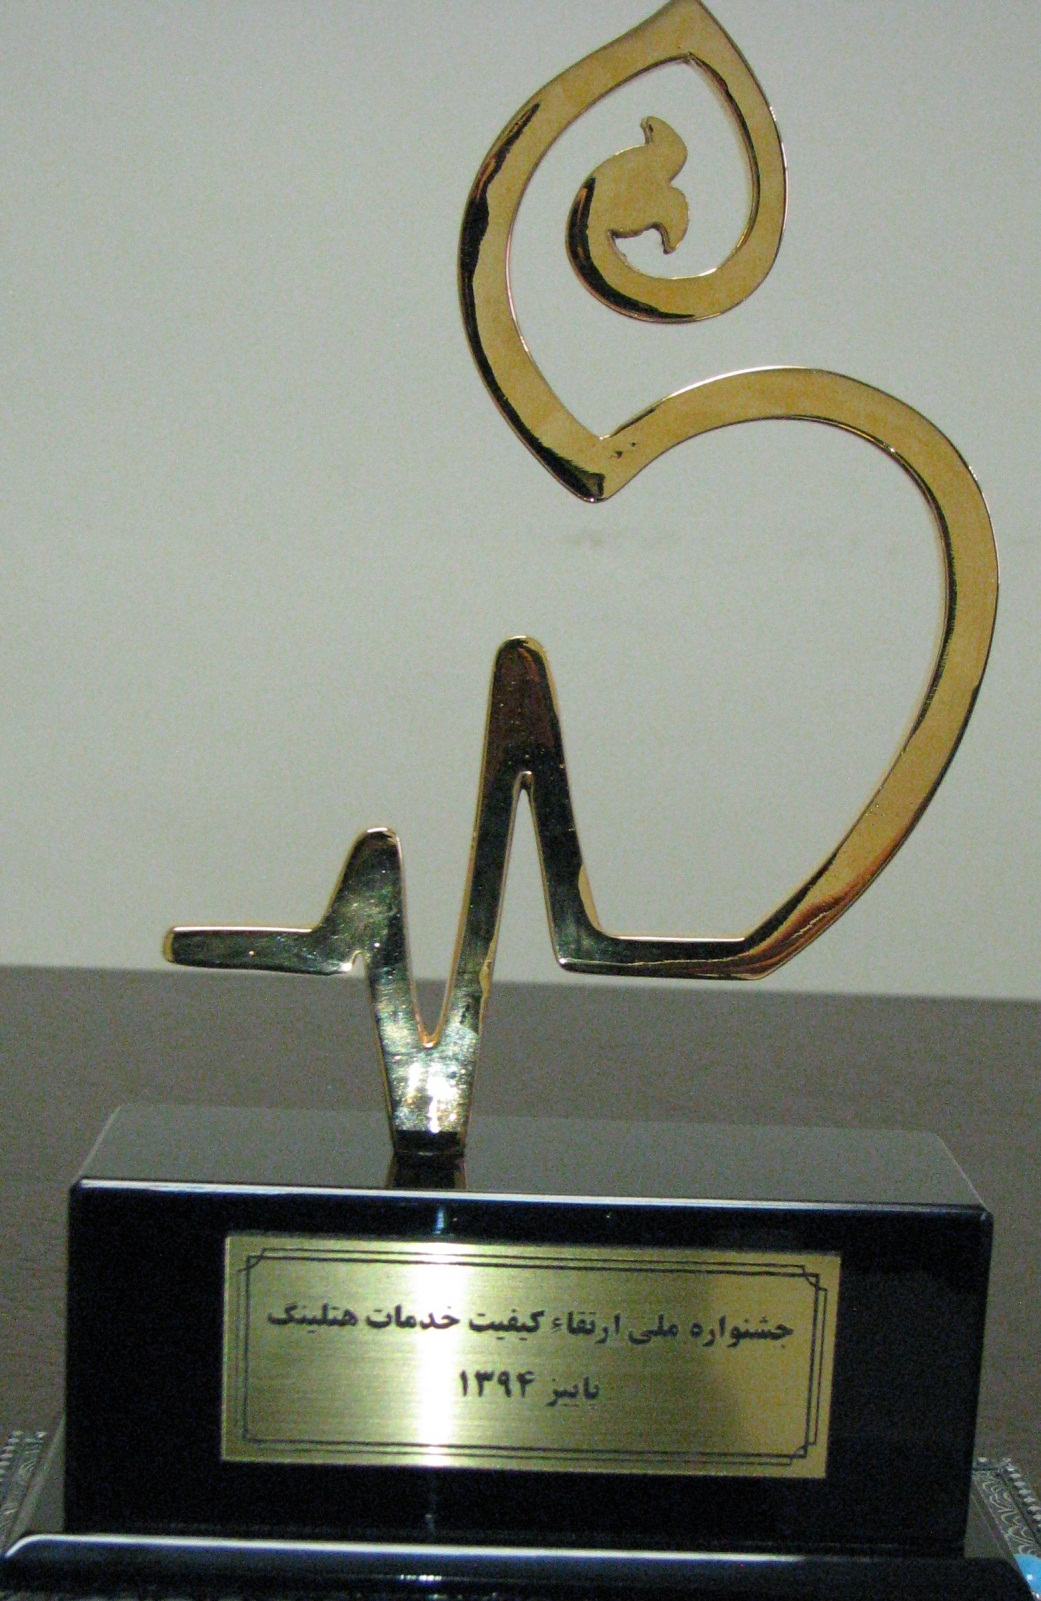 جشنواره ملی ارتقاء کیفیت خدمات هتلینگ
پاییز ۱۳۹۴